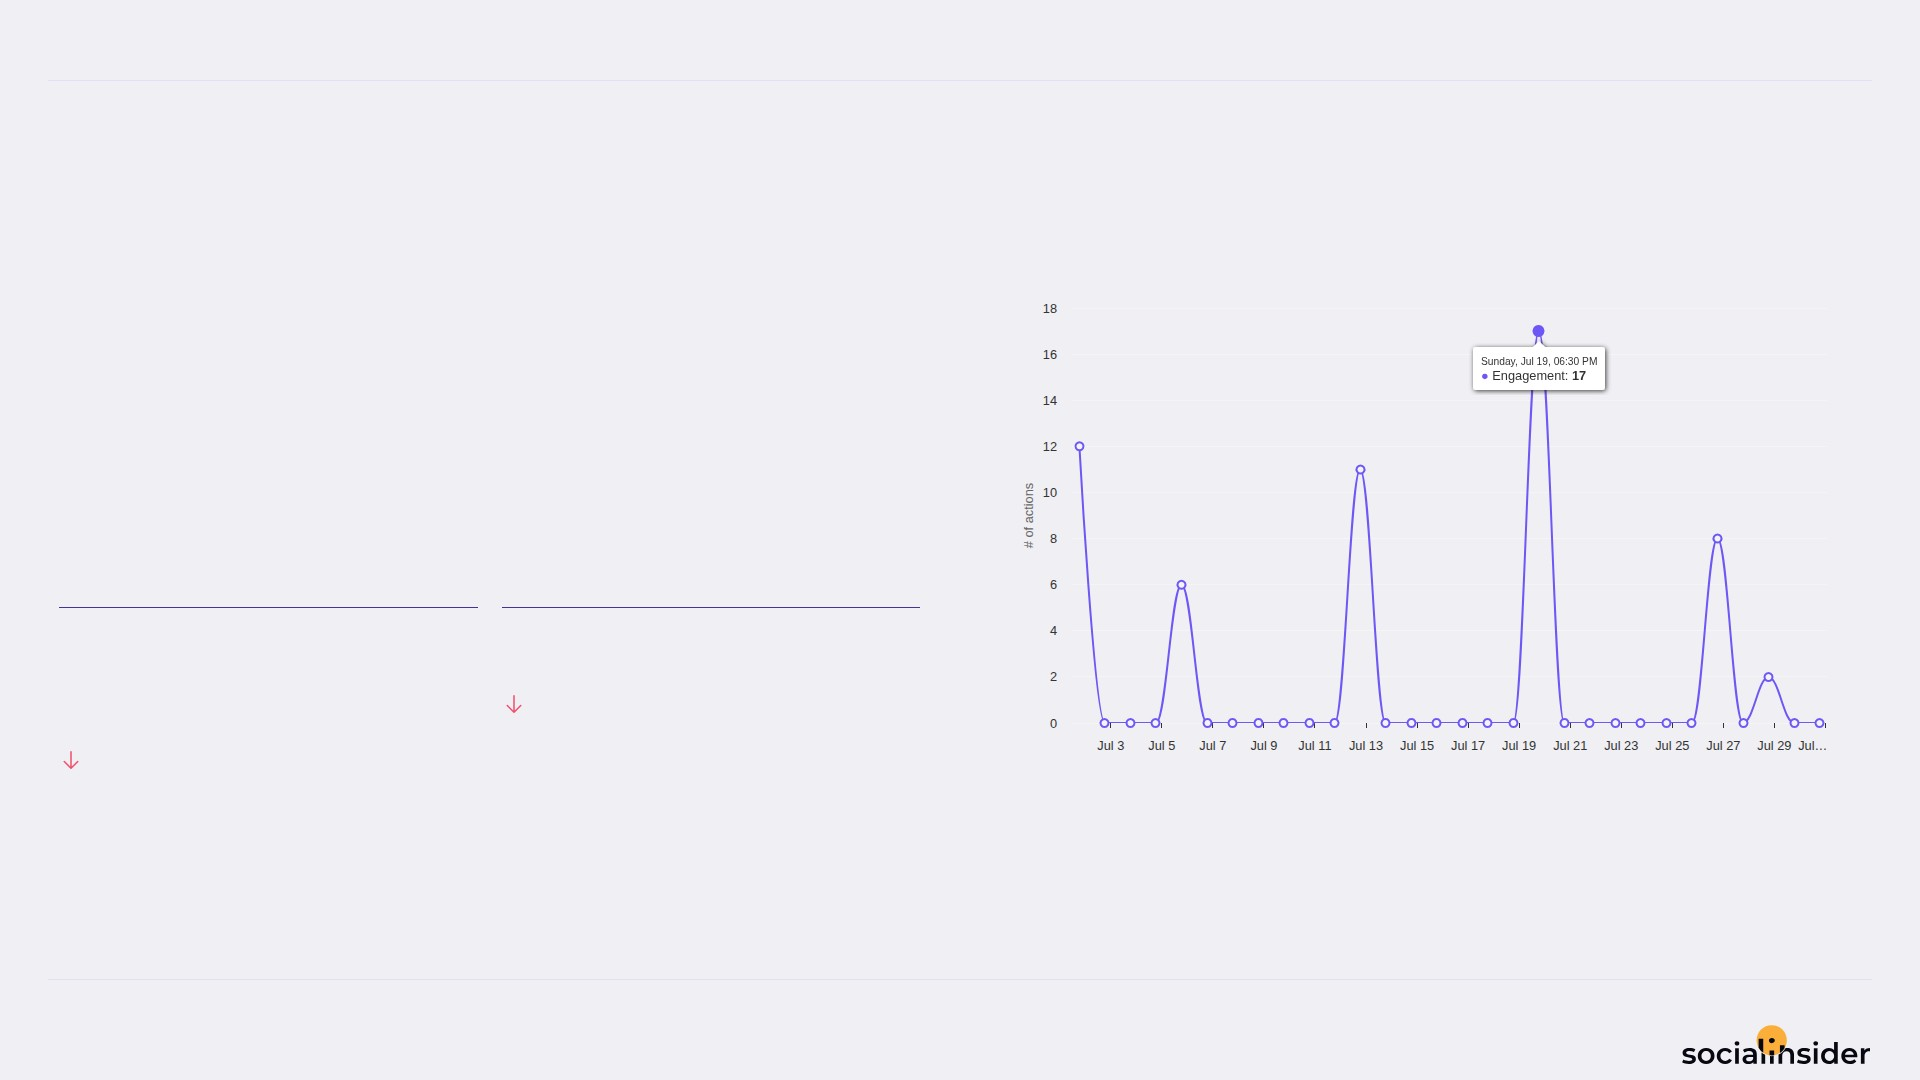 18
16
14
12
10
8
6
4
2
0
# of actions
Sunday, Jul 19, 06:30 PM
● Engagement: 17
Jul 3 Jul 5 Jul 7 Jul 9 Jul 11 Jul 13 Jul 15 Jul 17 Jul 19 Jul 21 Jul 23 Jul 25 Jul 27 Jul 29 Jul...
socialinsider